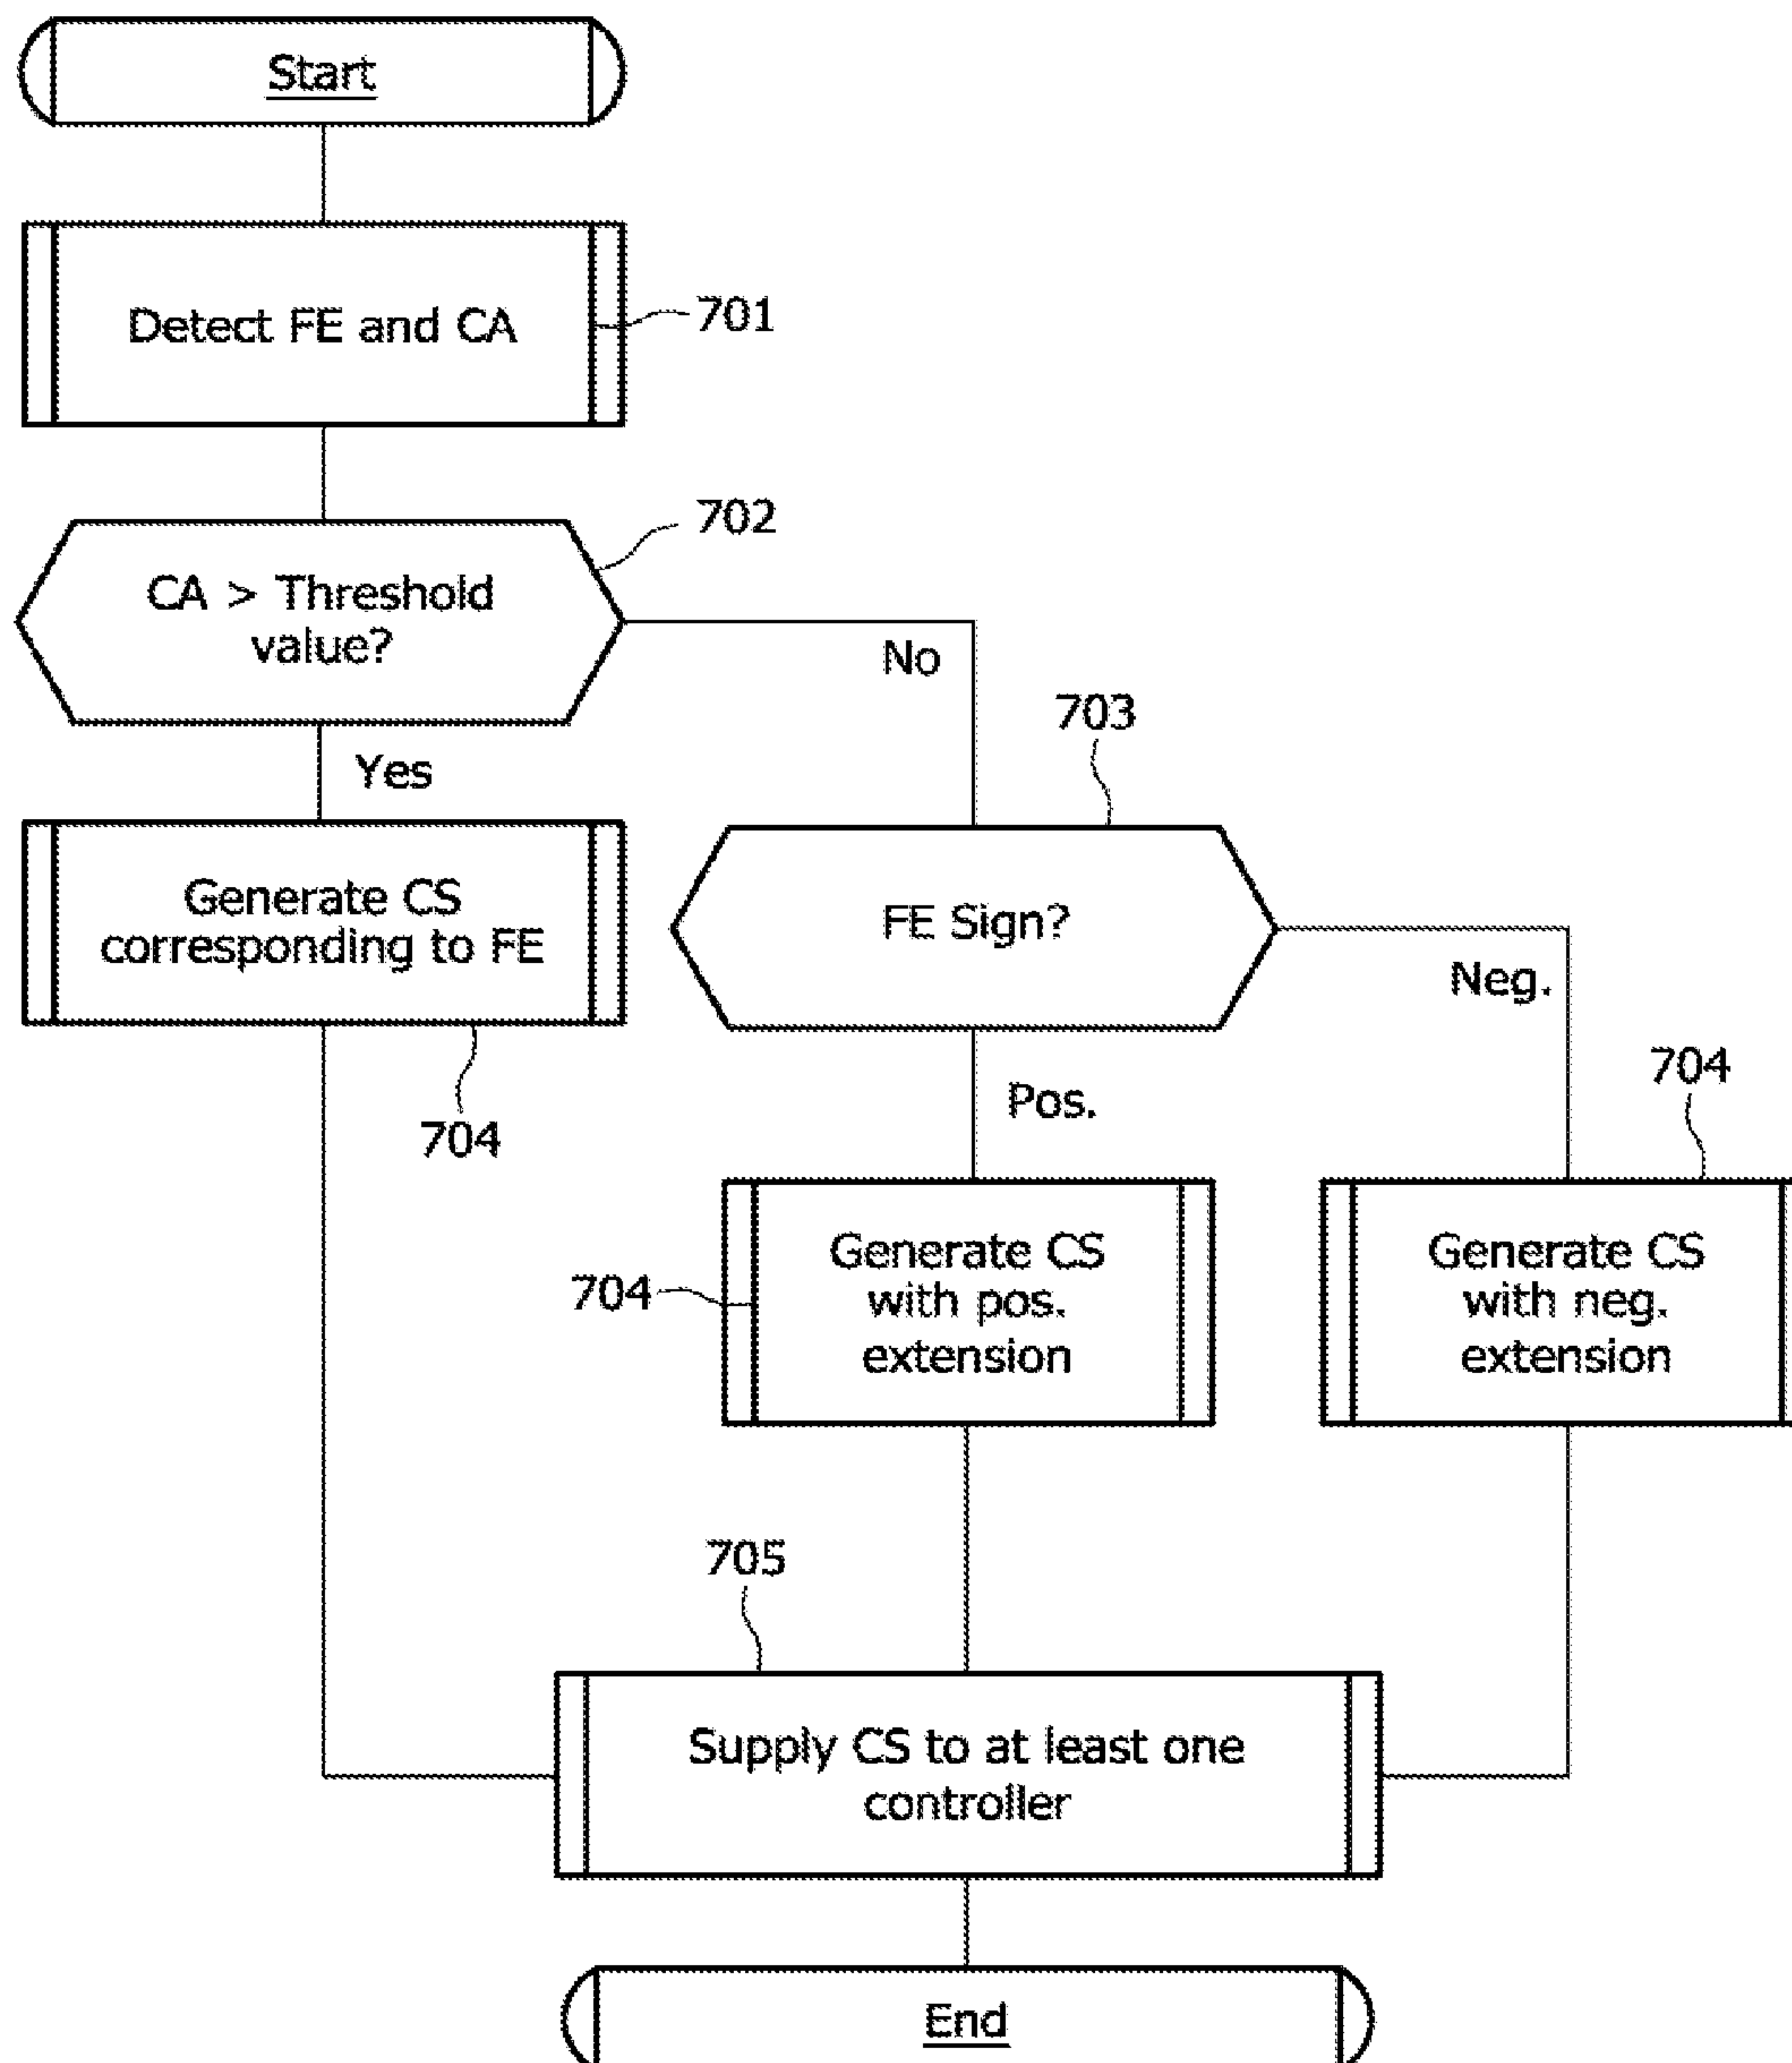 Start
Detect FE and CA
701
CA > Threshold
value?
702
No
Yes
703
Generate CS
corresponding to FE
704
FE Sign?
Neg.
Pos.
704
Generate CS
with pos.
extension
704
Generate CS
with neg.
extension
705
Supply CS to at least one
controller
End